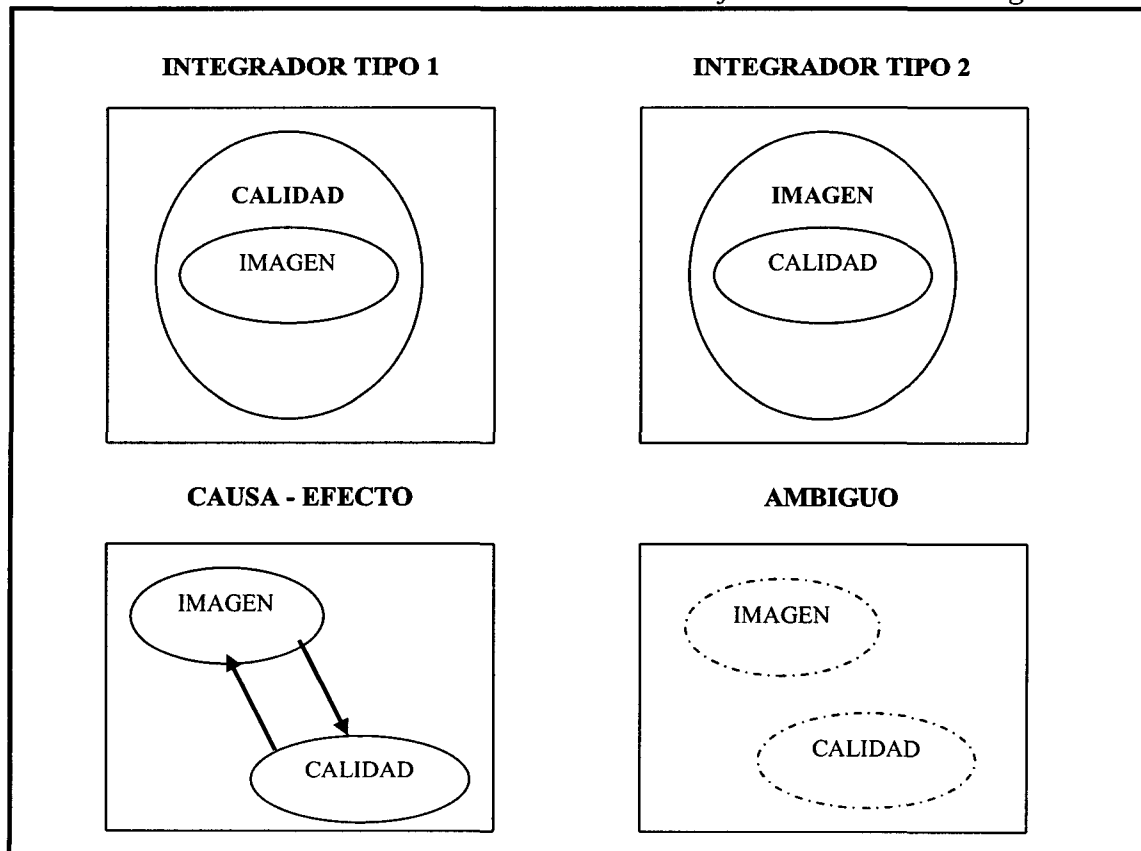 INTEGRADOR TIPO 1
INTEGRADOR TIPO 2
CALIDAD
IMAGEN
IMAGEN
CALIDAD
CAUSA - EFECTO
AMBIGUO
IMAGEN
CALIDAD
IMAGEN
CALIDAD